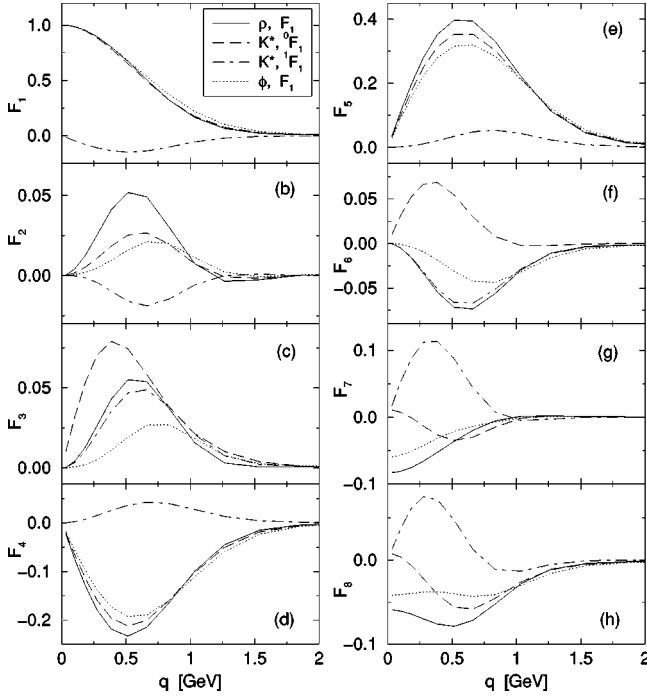 1.0
0.5
0.0
F1
ρ, F1
K*, 0F1
K*, 1F1
φ, F1
0.05
0.00
F2
(b)
0.05
0.00
F3
(c)
0.0
−0.1
−0.2
F4
(d)
0 0.5 1 1.5 2
q [GeV]
0.4
0.2
0.0
F5
(e)
0.05
0.00
−0.05
F6
(f)
0.1
0.0
−0.1
F7
(g)
0.0
−0.1
F8
(h)
0 0.5 1 1.5 2
q [GeV]